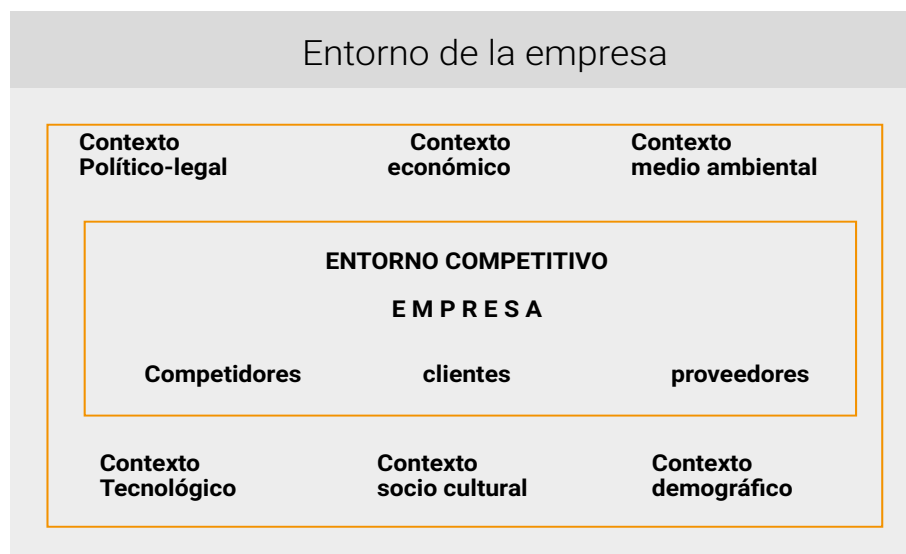 Entorno de la empresa
Contexto Contexto Contexto
Político-legal económico medio ambiental
ENTORNO COMPETITIVO
E M P R E S A
Competidores clientes proveedores
Contexto Contexto Contexto
Tecnológico socio cultural demográfico